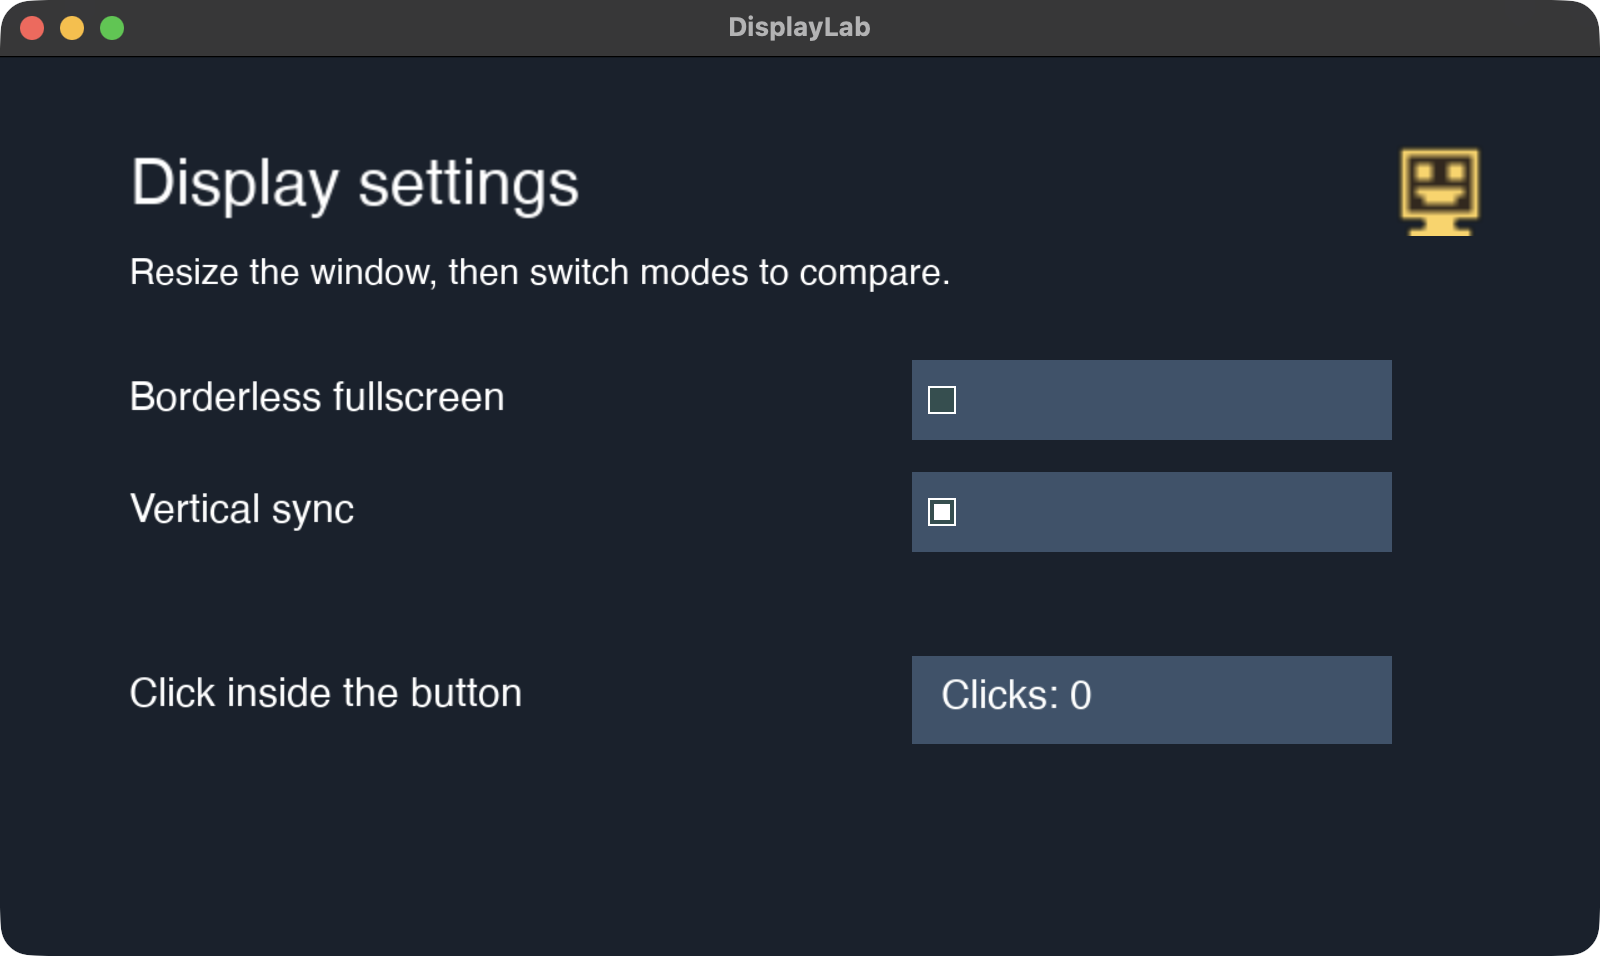 DisplayLab
Display settings
Resize the window, then switch modes to compare.
Borderless fullscreen
Vertical sync
Click inside the button
Clicks: 0